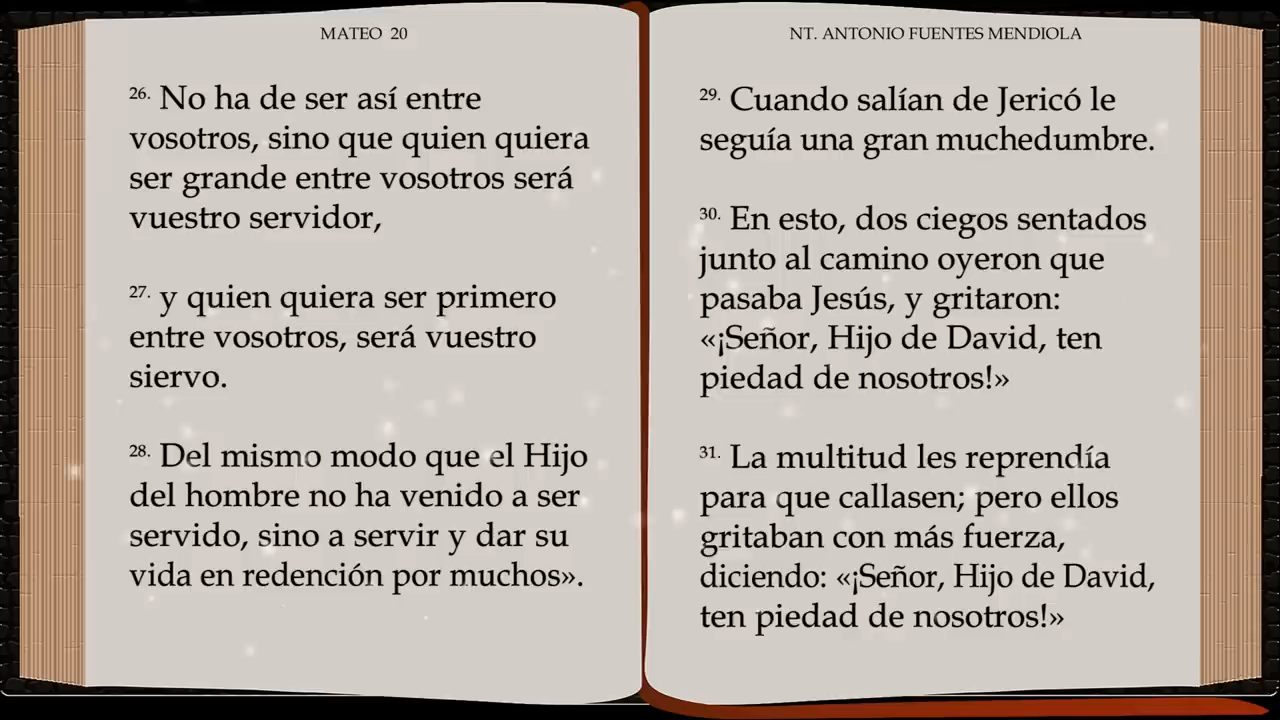 MATEO 20
26. No ha de ser así entre
vosotros, sino que quien quiera
ser grande entre vosotros será
vuestro servidor,
27. y quien quiera ser primero
entre vosotros, será vuestro
siervo.
28. Del mismo modo que el Hijo
del hombre no ha venido a ser
servido, sino a servir y dar su
vida en redención por muchos».
NT. ANTONIO FUENTES MENDIOLA
29. Cuando salían de Jericó le
seguía una gran muchedumbre.
30. En esto, dos ciegos sentados
junto al camino oyeron que
pasaba Jesús, y gritaron:
«¡Señor, Hijo de David, ten
piedad de nosotros!»
31. La multitud les reprendía
para que callasen; pero ellos
gritaban con más fuerza,
diciendo: «¡Señor, Hijo de David,
ten piedad de nosotros!»